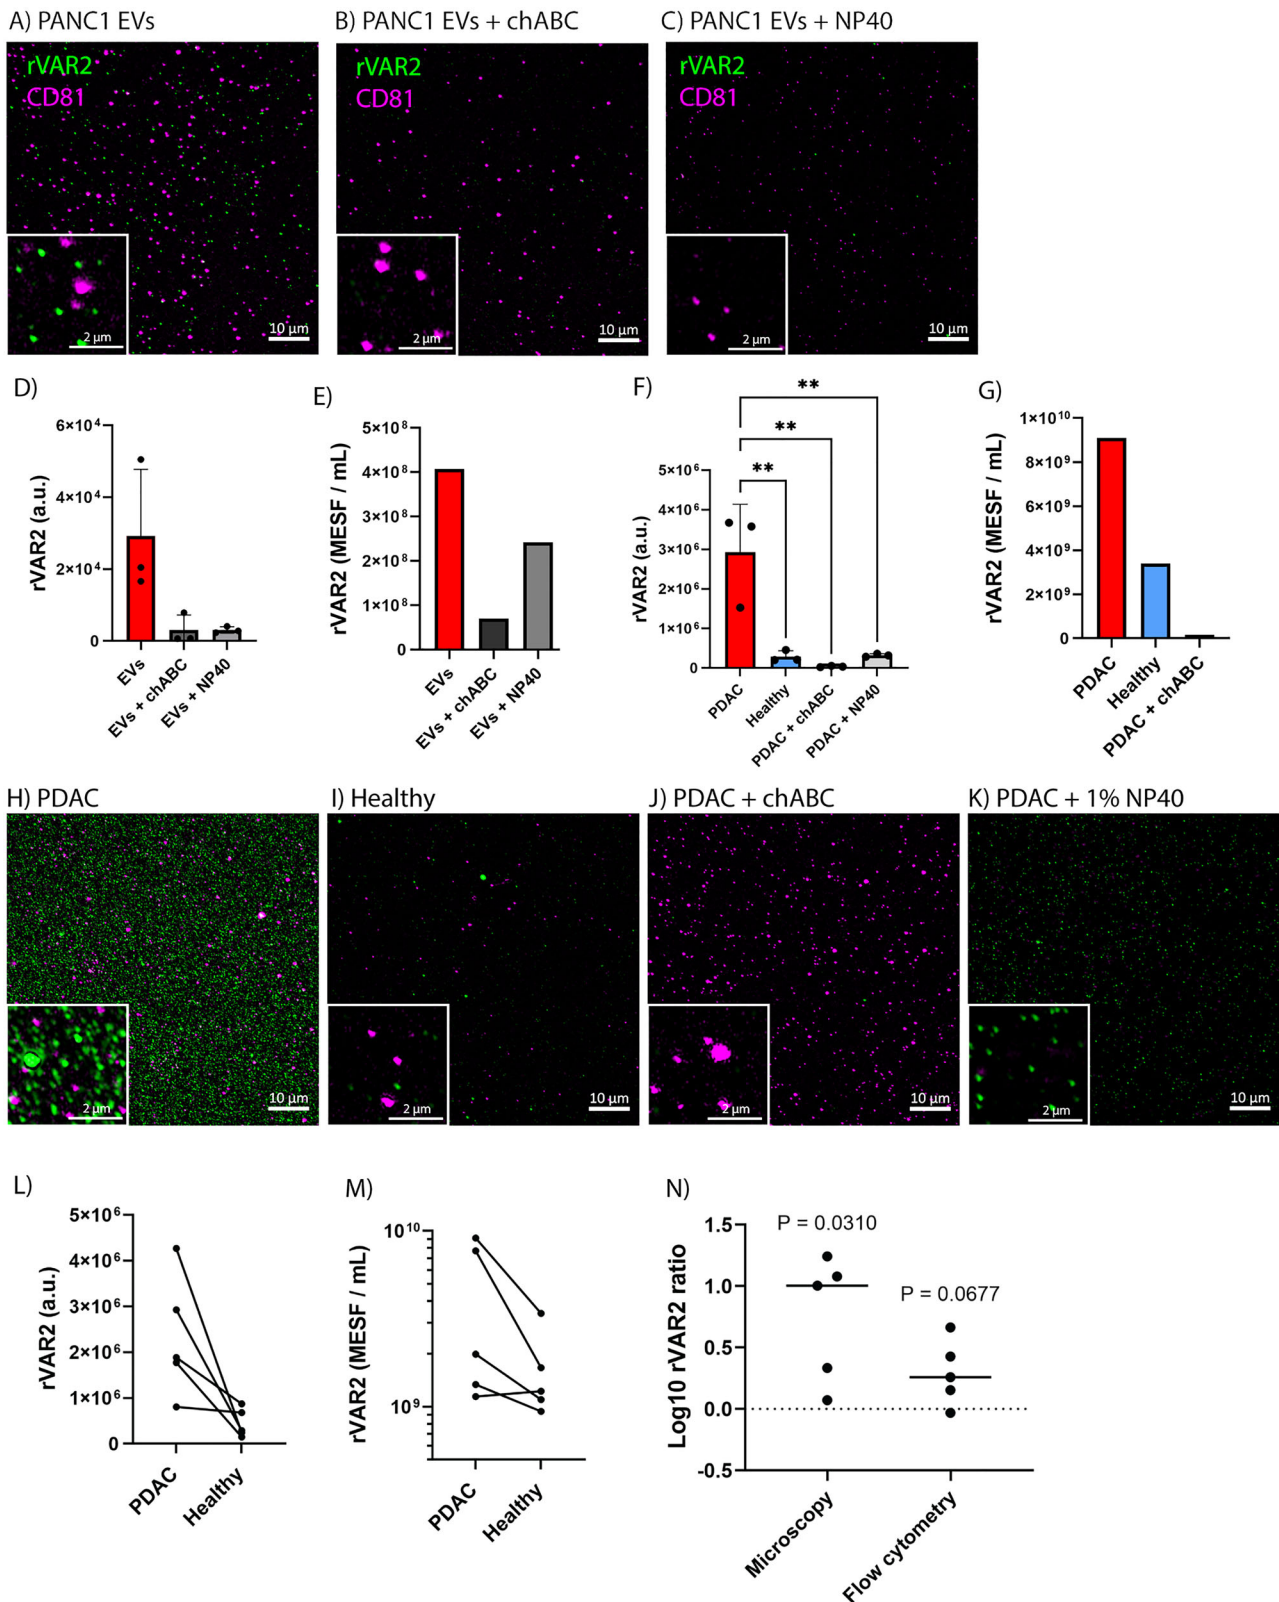 A) PANC1 EVs
B) PANC1 EVs + chABC
C) PANC1 EVs + NP40
rVAR2
CD81
2 µm
10 µm
rVAR2
CD81
2 µm
10 µm
rVAR2
CD81
2 µm
10 µm
D)
rVAR2 (a.u.)
6×10⁴
4×10⁴
2×10⁴
0
EVs
EVs + chABC
EVs + NP40
E)
rVAR2 (MESF / mL)
5×10⁸
4×10⁸
3×10⁸
2×10⁸
1×10⁸
0
EVs
EVs + chABC
EVs + NP40
F)
rVAR2 (a.u.)
5×10⁶
4×10⁶
3×10⁶
2×10⁶
1×10⁶
0
**
**
**
PDAC
Healthy
PDAC + chABC
PDAC + NP40
G)
rVAR2 (MESF / mL)
1×10¹⁰
8×10⁹
6×10⁹
4×10⁹
2×10⁹
0
PDAC
Healthy
PDAC + chABC
H) PDAC
I) Healthy
J) PDAC + chABC
K) PDAC + 1% NP40
2 µm
10 µm
2 µm
10 µm
2 µm
10 µm
2 µm
10 µm
L)
rVAR2 (a.u.)
5×10⁶
4×10⁶
3×10⁶
2×10⁶
1×10⁶
0
PDAC
Healthy
M)
rVAR2 (MESF / mL)
10¹⁰
10⁹
PDAC
Healthy
N)
Log10 rVAR2 ratio
1.5
1.0
0.5
0.0
-0.5
P = 0.0310
P = 0.0677
Microscopy
Flow cytometry